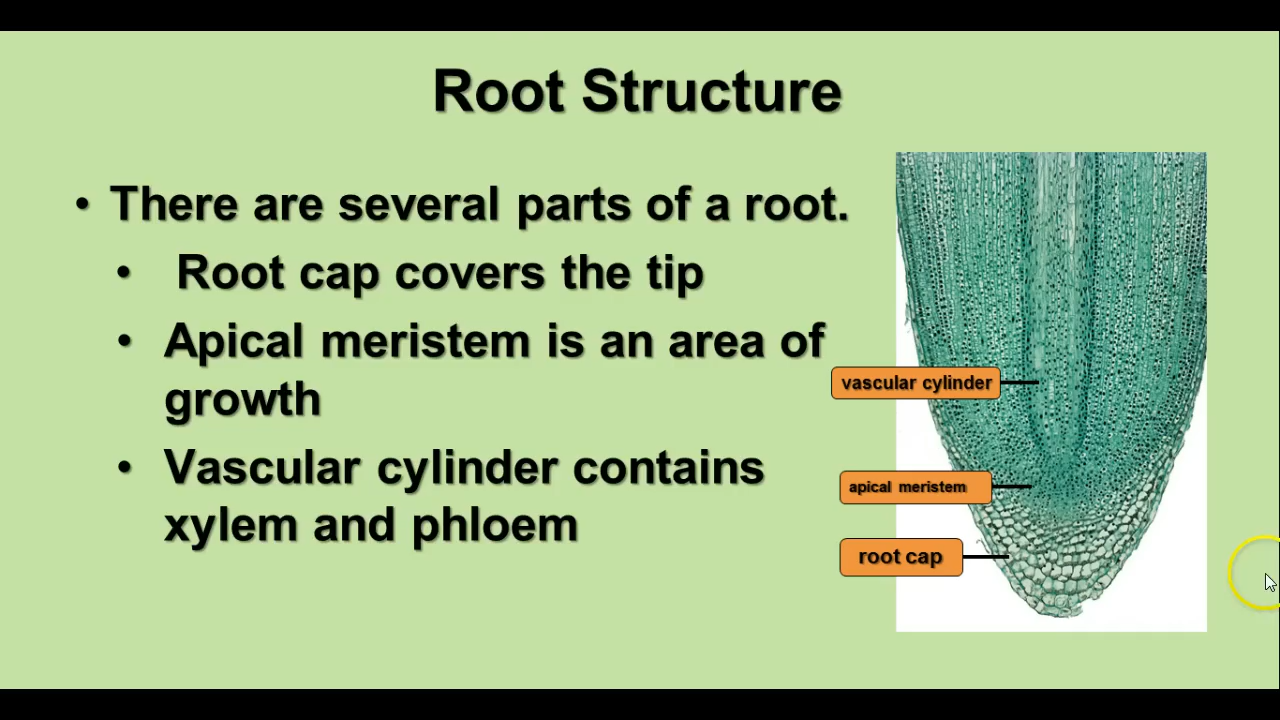 Root Structure
• There are several parts of a root.
• Root cap covers the tip
• Apical meristem is an area of
growth
• Vascular cylinder contains
xylem and phloem
vascular cylinder
apical meristem
root cap